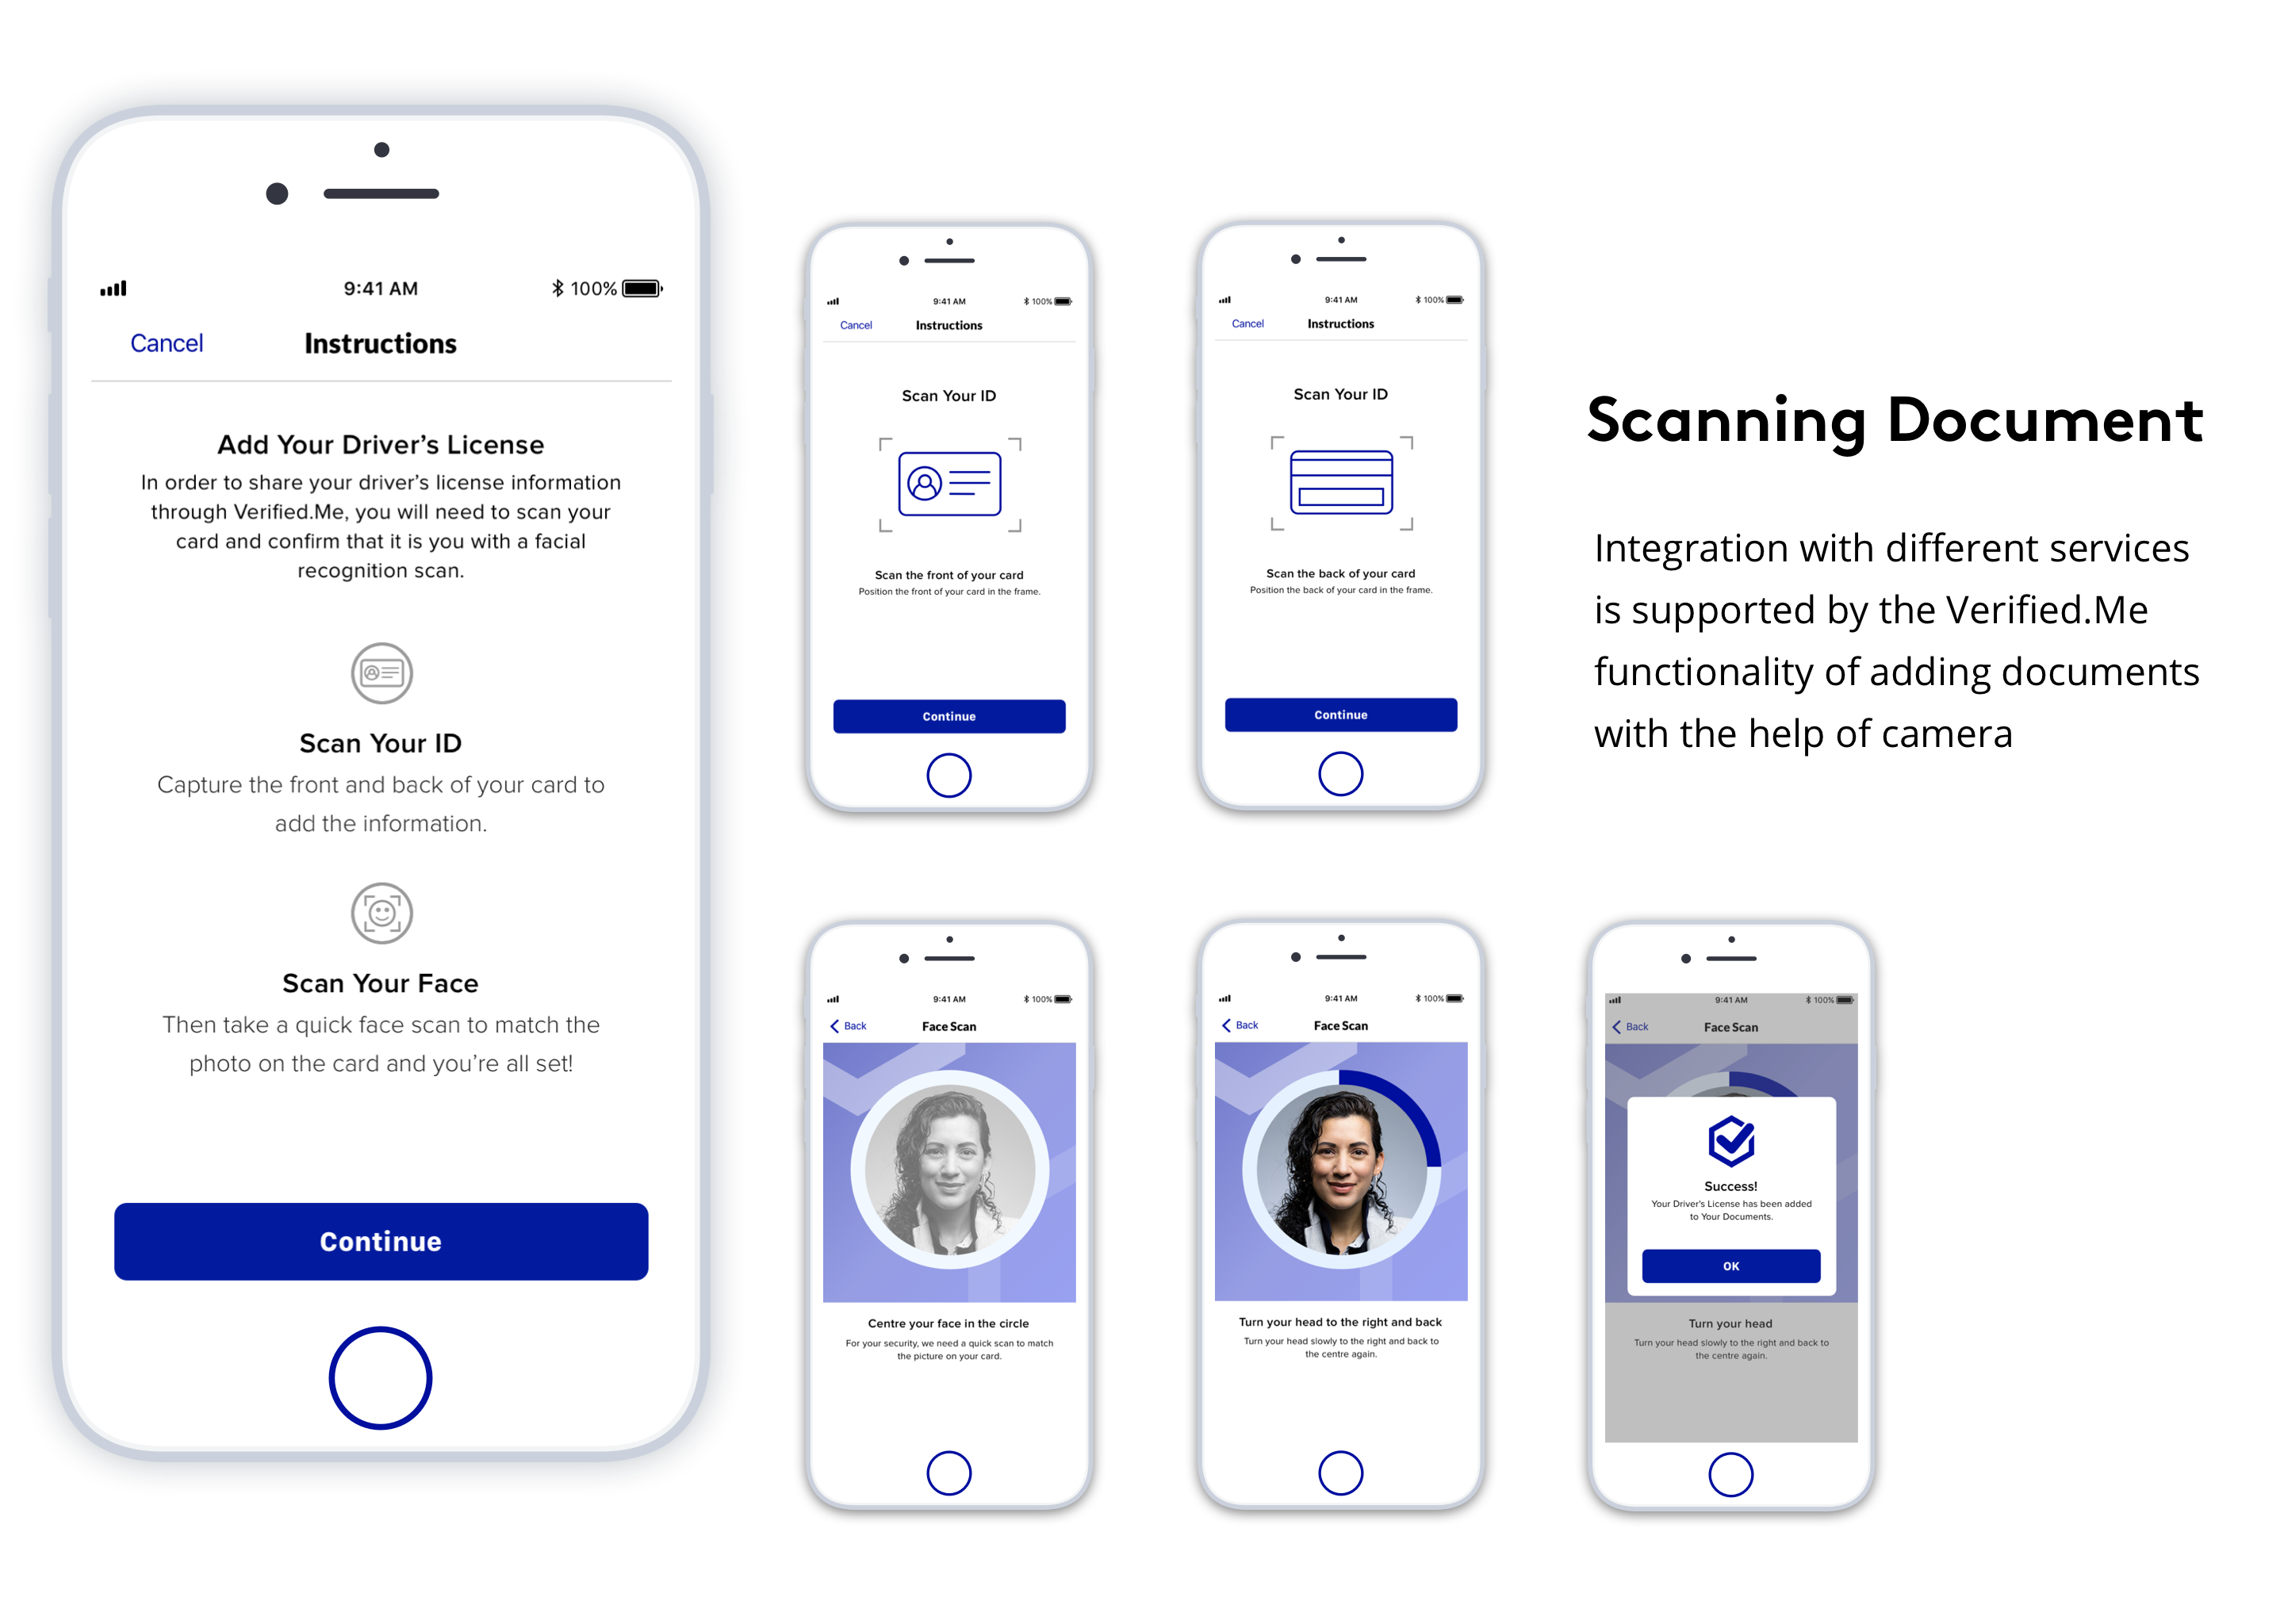 9:41 AM
100%
Cancel
Instructions
Add Your Driver’s License
In order to share your driver’s license information
through Verified.Me, you will need to scan your
card and confirm that it is you with a facial
recognition scan.
Scan Your ID
Capture the front and back of your card to
add the information.
Scan Your Face
Then take a quick face scan to match the
photo on the card and you’re all set!
Continue
9:41 AM
100%
Cancel
Instructions
Scan Your ID
Scan the front of your card
Position the front of your card in the frame.
Continue
9:41 AM
100%
Cancel
Instructions
Scan Your ID
Scan the back of your card
Position the back of your card in the frame.
Continue
Scanning Document
Integration with different services
is supported by the Verified.Me
functionality of adding documents
with the help of camera
9:41 AM
100%
Back
Face Scan
Centre your face in the circle
For your security, we need a quick scan to match
the picture on your card.
9:41 AM
100%
Back
Face Scan
Turn your head to the right and back
Turn your head slowly to the right and back to
the centre again.
9:41 AM
100%
Back
Face Scan
Success!
Your Driver’s License has been added
to Your Documents.
OK
Turn your head
Turn your head slowly to the right and back to
the centre again.